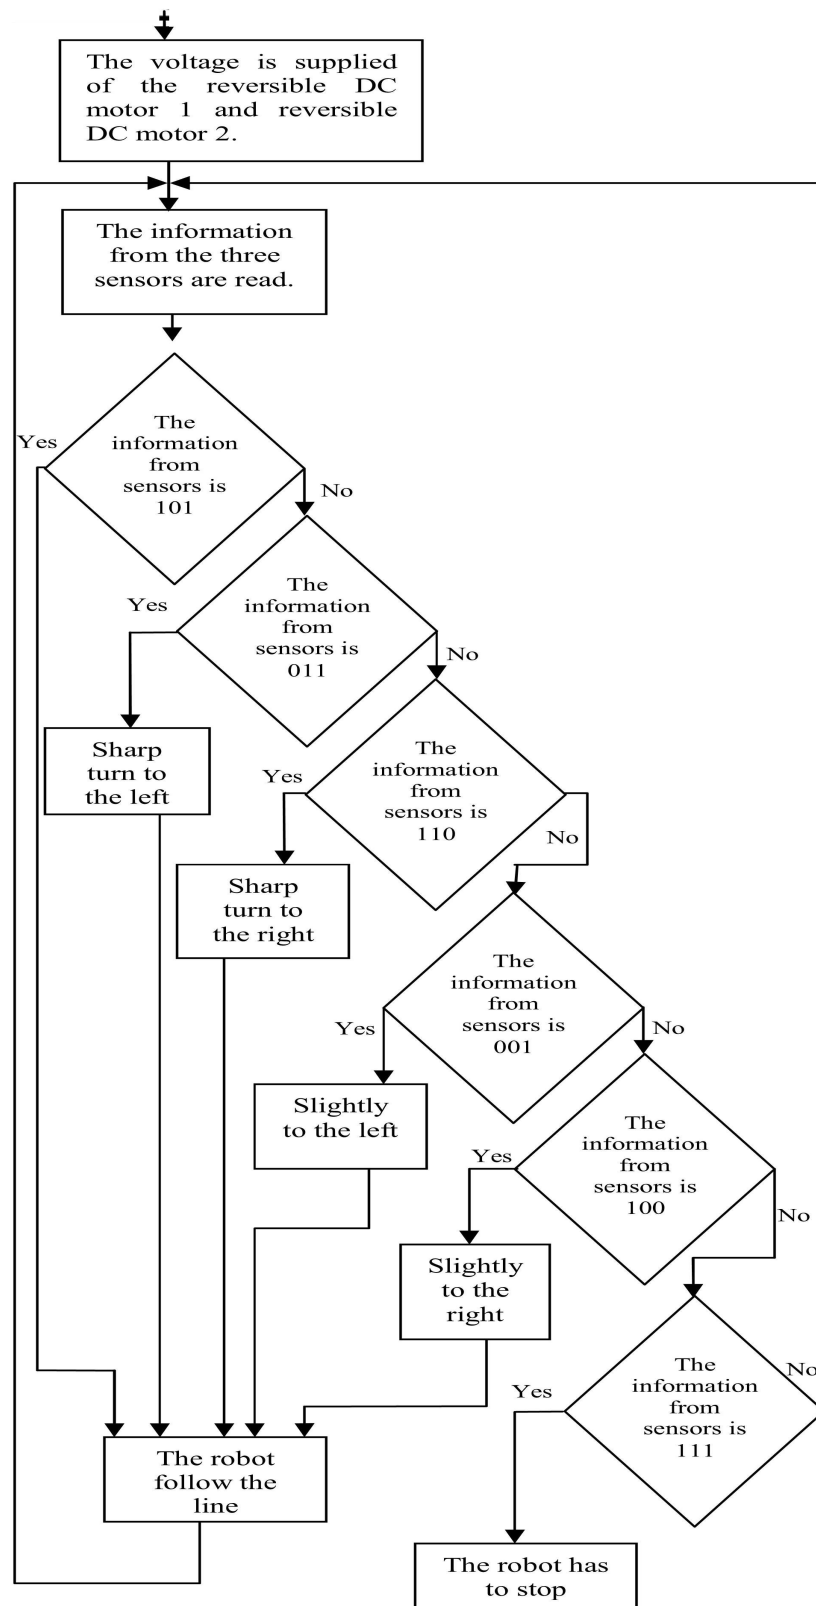 The voltage is supplied
of the reversible DC
motor 1 and reversible
DC motor 2.
The information
from the three
sensors are read.
The
information
from
sensors is
101
Yes
No
The
information
from
sensors is
011
Yes
No
Sharp
turn to
the left
The
information
from
sensors is
110
Yes
No
Sharp
turn to
the right
The
information
from
sensors is
001
Yes
No
Slightly
to the left
The
information
from
sensors is
100
Yes
No
Slightly
to the
right
The
information
from
sensors is
111
Yes
No
The robot
follow the
line
The robot has
to stop